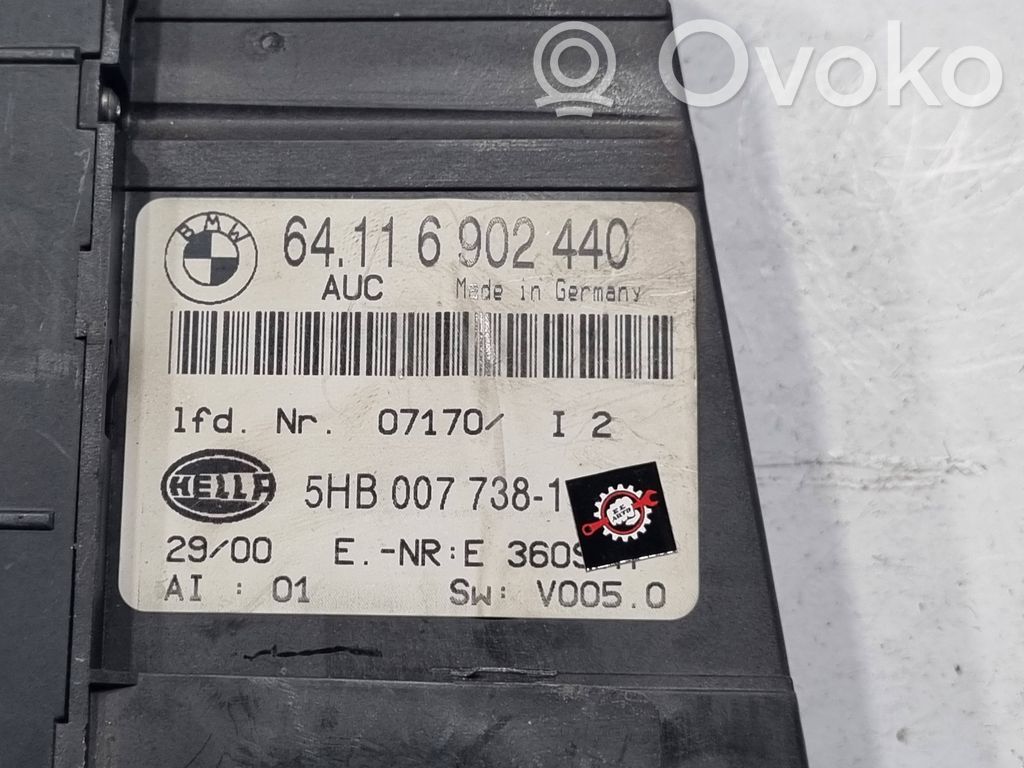 Ovoko
BMW
64.11 6 902 440
AUC Made in Germany
lfd. Nr. 07170/ I 2
HELLA 5HB 007 738-1
29/00 E.-NR:E
AI : 01 SW: V005.0